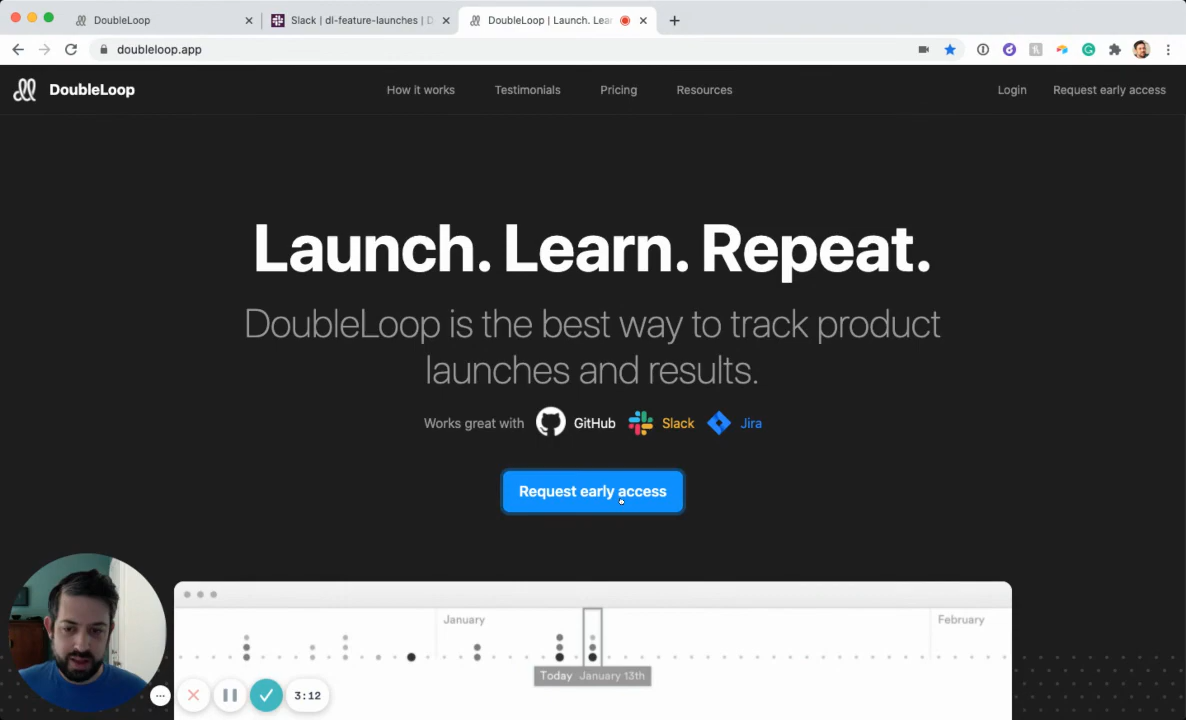 DoubleLoop
Slack | dl-feature-launches | D
DoubleLoop | Launch. Lear
doubleloop.app
DoubleLoop
How it works
Testimonials
Pricing
Resources
Login
Request early access
Launch. Learn. Repeat.
DoubleLoop is the best way to track product
launches and results.
Works great with GitHub Slack Jira
Request early access
January
February
Today January 13th
3:12